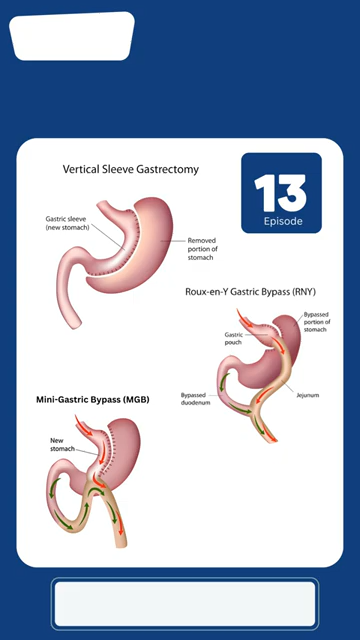 Vertical Sleeve Gastrectomy
13
Episode
Gastric sleeve
(new stomach)
Removed
portion of
stomach
Roux-en-Y Gastric Bypass (RNY)
Bypassed
portion of
stomach
Gastric
pouch
Bypassed
duodenum
Jejunum
Mini-Gastric Bypass (MGB)
New
stomach